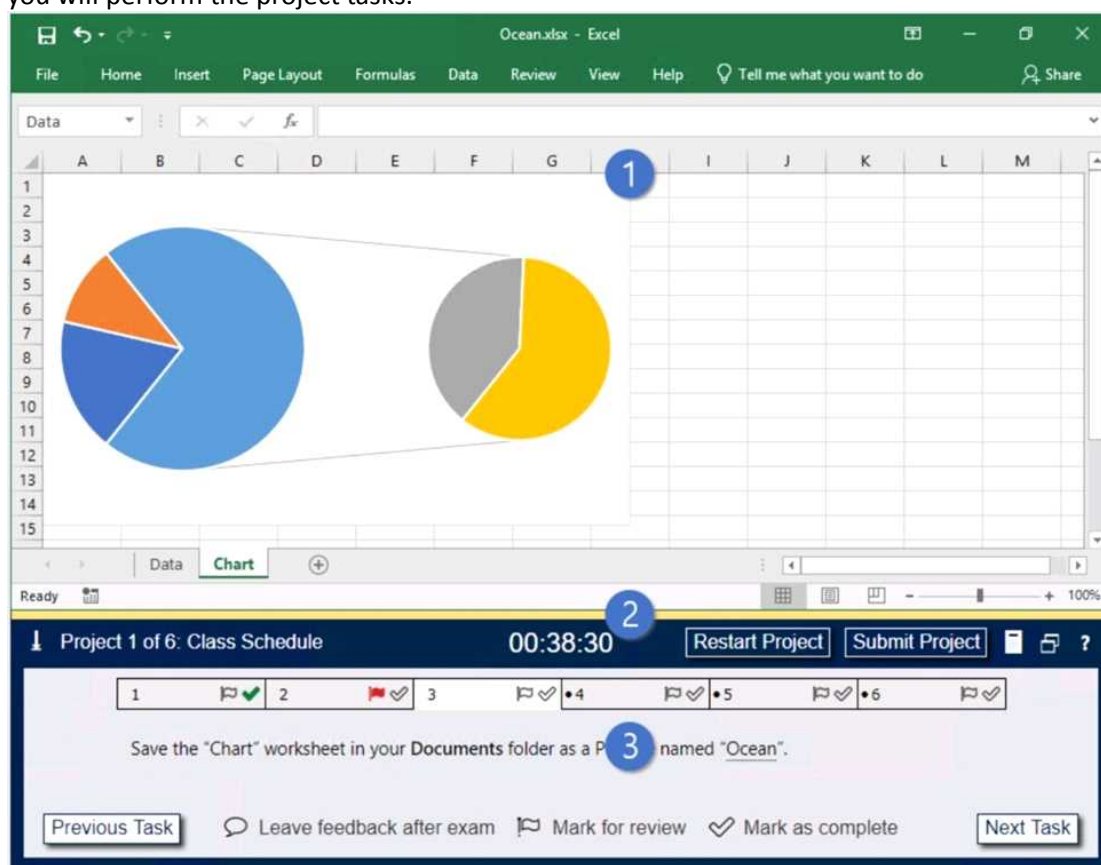 you will perform the project tasks.
Ocean.xlsx - Excel
File Home Insert Page Layout Formulas Data Review View Help Tell me what you want to do Share
Data fx
A B C D E F G I J K L M
1
1
2
3
4
5
6
7
8
9
10
11
12
13
14
15
Data Chart
Ready 100%
2
Project 1 of 6: Class Schedule 00:38:30 Restart Project Submit Project ?
1 2 3 •4 •5 •6
Save the "Chart" worksheet in your Documents folder as a P 3 named "Ocean".
Previous Task Leave feedback after exam Mark for review Mark as complete Next Task